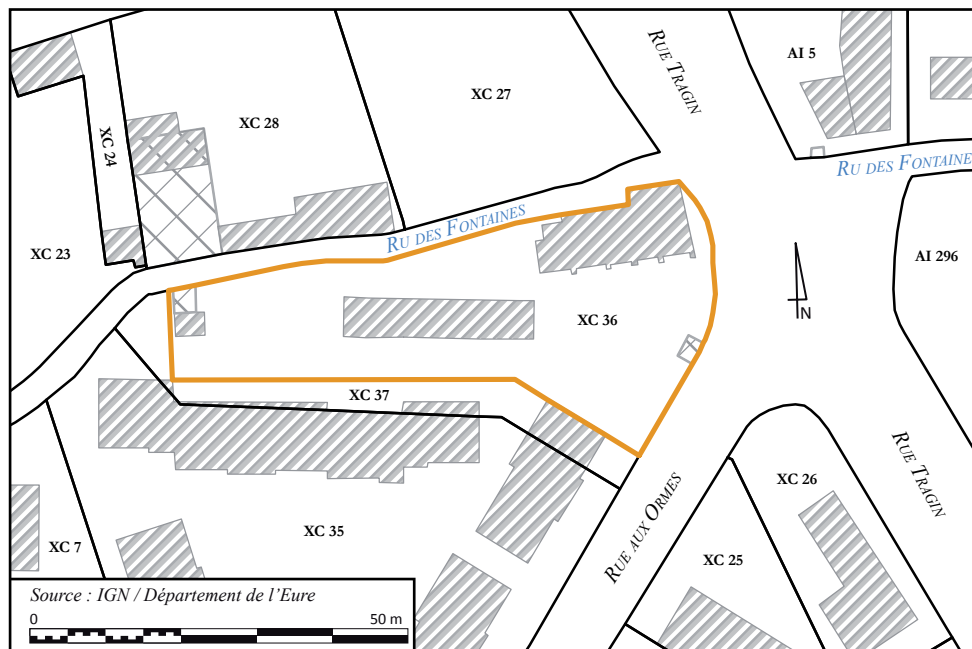 RUE TRAGIN
AI 5
XC 27
XC 28
XC 24
RU DES FONTAINE
RU DES FONTAINES
XC 23
AI 296
N
XC 36
XC 37
RUE TRAGIN
XC 26
RUE AUX ORMES
XC 35
XC 7
XC 25
Source : IGN / Département de l'Eure
0 50 m